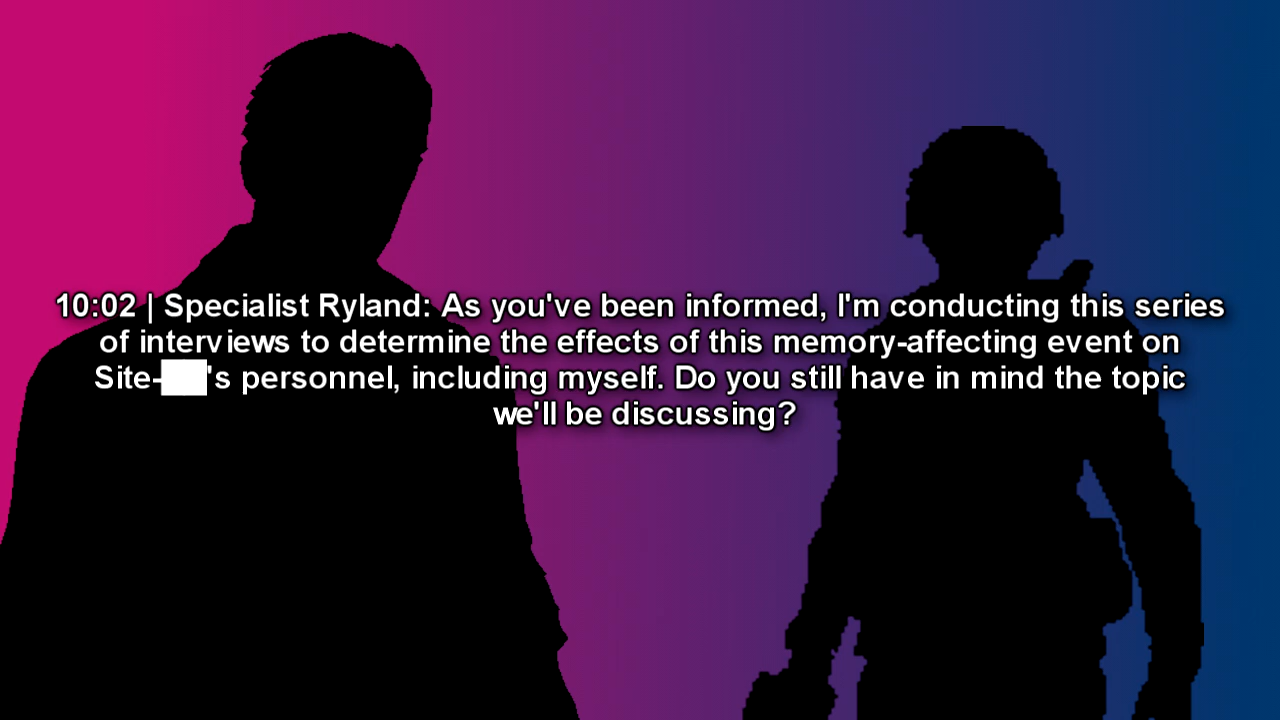 10:02 | Specialist Ryland: As you've been informed, I'm conducting this series
of interviews to determine the effects of this memory-affecting event on
Site-██'s personnel, including myself. Do you still have in mind the topic
we'll be discussing?